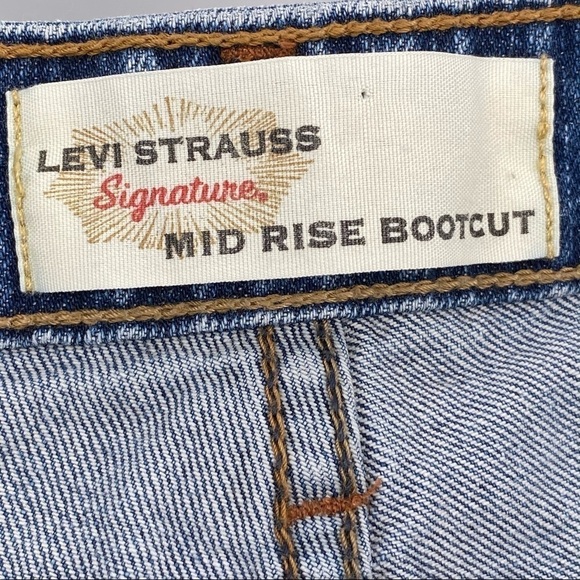 LEVI STRAUSS
Signature.
MID RISE BOOTCUT